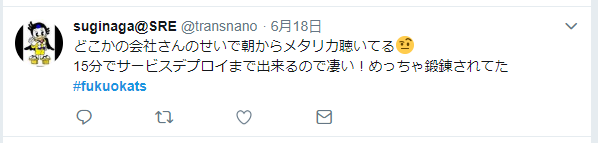 suginaga@SRE @transnano · 6月18日
どこかの会社さんのせいで朝からメタリカ聴いてる🤨
15分でサービスデプロイまで出来るので凄い！めっちゃ鍛錬されてた
#fukuokats